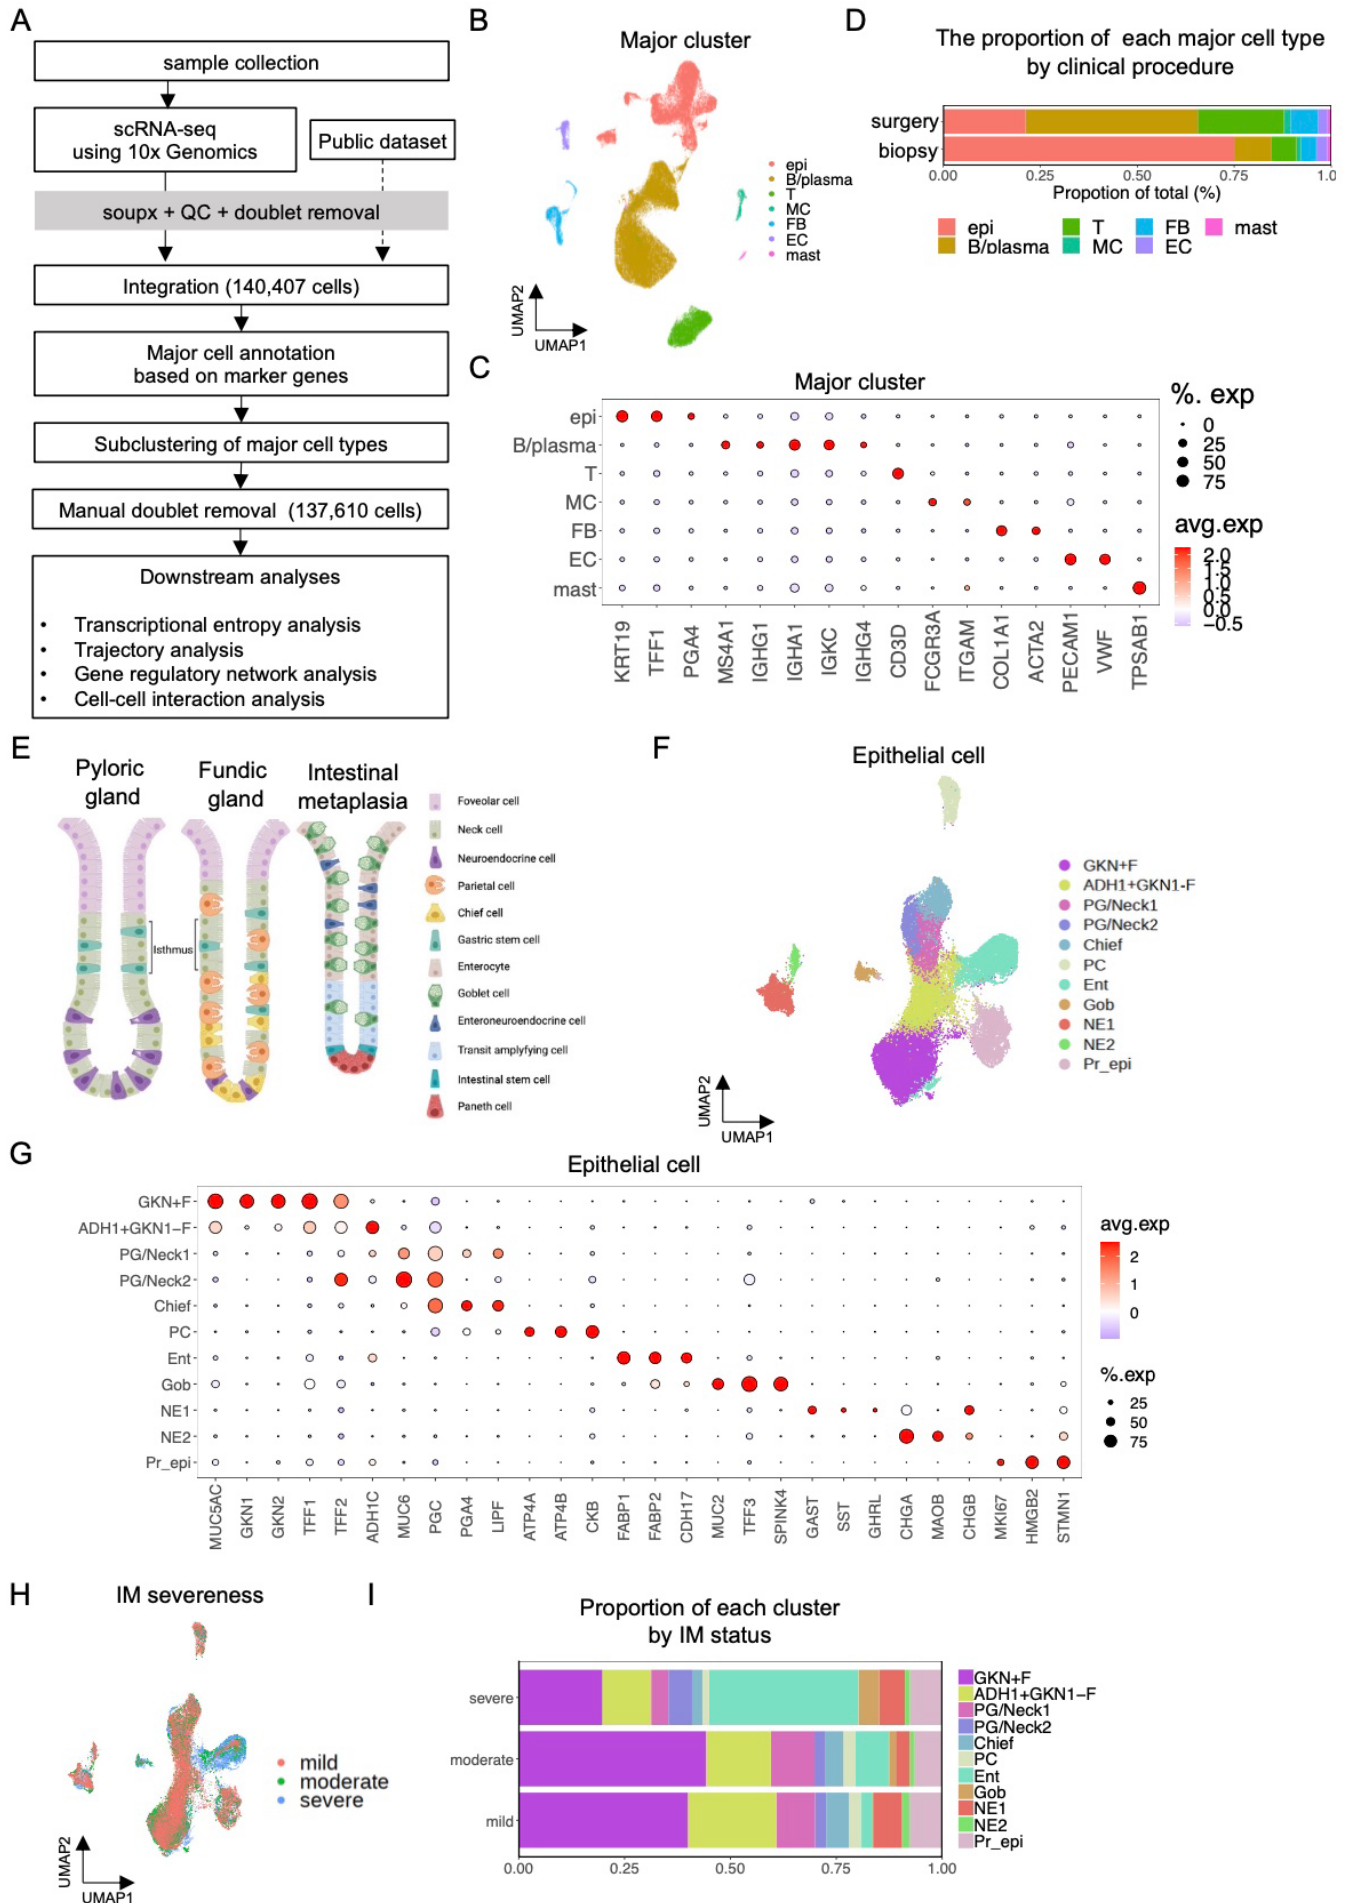 A
sample collection
scRNA-seq
using 10x Genomics
Public dataset
soupx + QC + doublet removal
Integration (140,407 cells)
Major cell annotation
based on marker genes
Subclustering of major cell types
Manual doublet removal (137,610 cells)
Downstream analyses
• Transcriptional entropy analysis
• Trajectory analysis
• Gene regulatory network analysis
• Cell-cell interaction analysis
B
Major cluster
epi
B/plasma
T
MC
FB
EC
mast
UMAP2
UMAP1
D
The proportion of each major cell type
by clinical procedure
surgery
biopsy
0.00 0.25 0.50 0.75 1.0
Propotion of total (%)
epi T FB mast
B/plasma MC EC
C
Major cluster
epi
B/plasma
T
MC
FB
EC
mast
KRT19 TFF1 PGA4 MS4A1 IGHG1 IGHA1 IGKC IGHG4 CD3D FCGR3A ITGAM COL1A1 ACTA2 PECAM1 VWF TPSAB1
%. exp
0
25
50
75
avg.exp
2.0
1.5
1.0
0.5
0.0
−0.5
E
Pyloric
gland
Fundic
gland
Intestinal
metaplasia
Isthmus
Foveolar cell
Neck cell
Neuroendocrine cell
Parietal cell
Chief cell
Gastric stem cell
Enterocyte
Goblet cell
Enteroneuroendocrine cell
Transit amplyfying cell
Intestinal stem cell
Paneth cell
F
Epithelial cell
GKN+F
ADH1+GKN1-F
PG/Neck1
PG/Neck2
Chief
PC
Ent
Gob
NE1
NE2
Pr_epi
UMAP2
UMAP1
G
Epithelial cell
GKN+F
ADH1+GKN1−F
PG/Neck1
PG/Neck2
Chief
PC
Ent
Gob
NE1
NE2
Pr_epi
MUC5AC GKN1 GKN2 TFF1 TFF2 ADH1C MUC6 PGC PGA4 LIPF ATP4A ATP4B CKB FABP1 FABP2 CDH17 MUC2 TFF3 SPINK4 GAST SST GHRL CHGA MAOB CHGB MKI67 HMGB2 STMN1
avg.exp
2
1
0
%.exp
25
50
75
H
IM severeness
mild
moderate
severe
UMAP2
UMAP1
I
Proportion of each cluster
by IM status
severe
moderate
mild
0.00 0.25 0.50 0.75 1.00
GKN+F
ADH1+GKN1−F
PG/Neck1
PG/Neck2
Chief
PC
Ent
Gob
NE1
NE2
Pr_epi